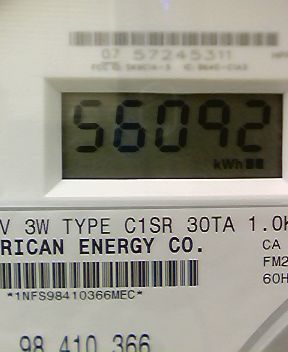 07 57245311
56092
kWh
V 3W TYPE C1SR 30TA 1.0K
RICAN ENERGY CO.
CA
FM2
60H
*1NFS98410366MEC*
98 410 366